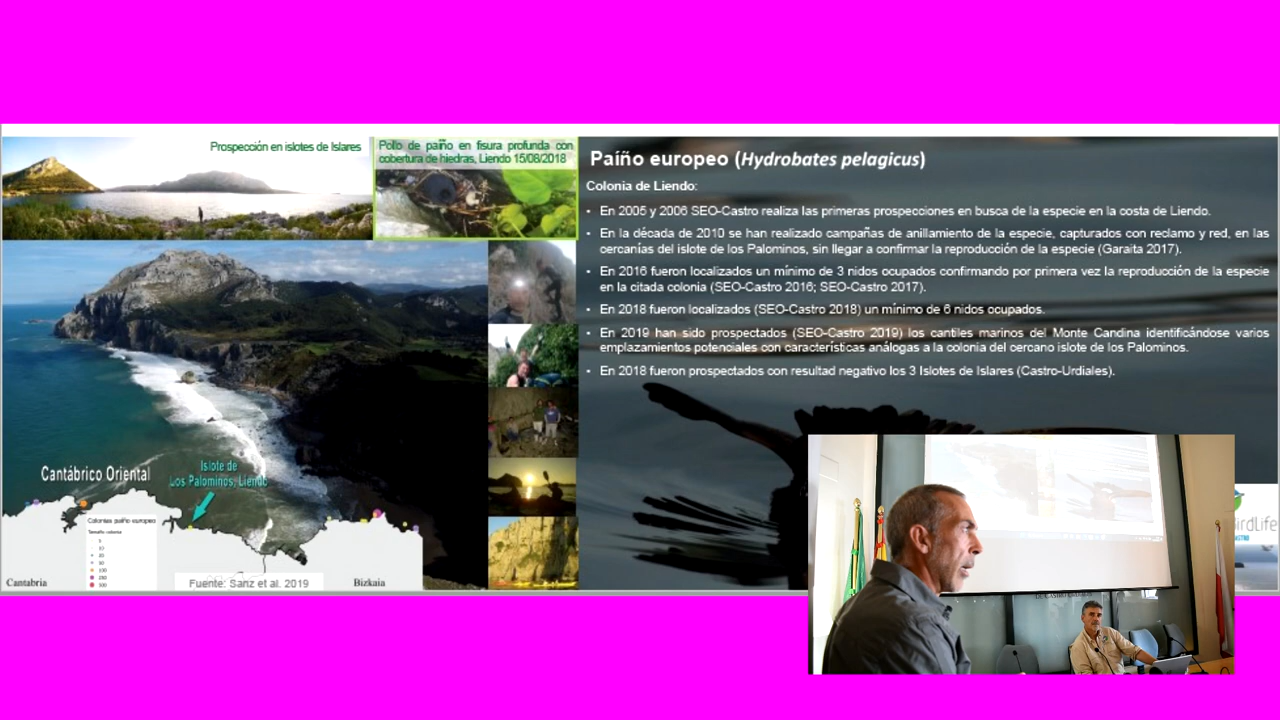 Prospección en islotes de Islares
Pollo de paíño en fisura profunda con
cobertura de hiedras, Liendo 15/08/2018
Cantábrico Oriental
Islote de
Los Palominos, Liendo
Colonias paíño europeo
Tamaño colonia
Cantabria
Fuente: Sanz et al. 2019
Bizkaia
Paíño europeo (Hydrobates pelagicus)
Colonia de Liendo:
• En 2005 y 2006 SEO-Castro realiza las primeras prospecciones en busca de la especie en la costa de Liendo.
• En la década de 2010 se han realizado campañas de anillamiento de la especie, capturados con reclamo y red, en las
cercanías del islote de los Palominos, sin llegar a confirmar la reproducción de la especie (Garaita 2017).
• En 2016 fueron localizados un mínimo de 3 nidos ocupados confirmando por primera vez la reproducción de la especie
en la citada colonia (SEO-Castro 2016; SEO-Castro 2017).
• En 2018 fueron localizados (SEO-Castro 2018) un mínimo de 6 nidos ocupados.
• En 2019 han sido prospectados (SEO-Castro 2019) los cantiles marinos del Monte Candina identificándose varios
emplazamientos potenciales con características análogas a la colonia del cercano islote de los Palominos.
• En 2018 fueron prospectados con resultad negativo los 3 Islotes de Islares (Castro-Urdiales).
irdLife